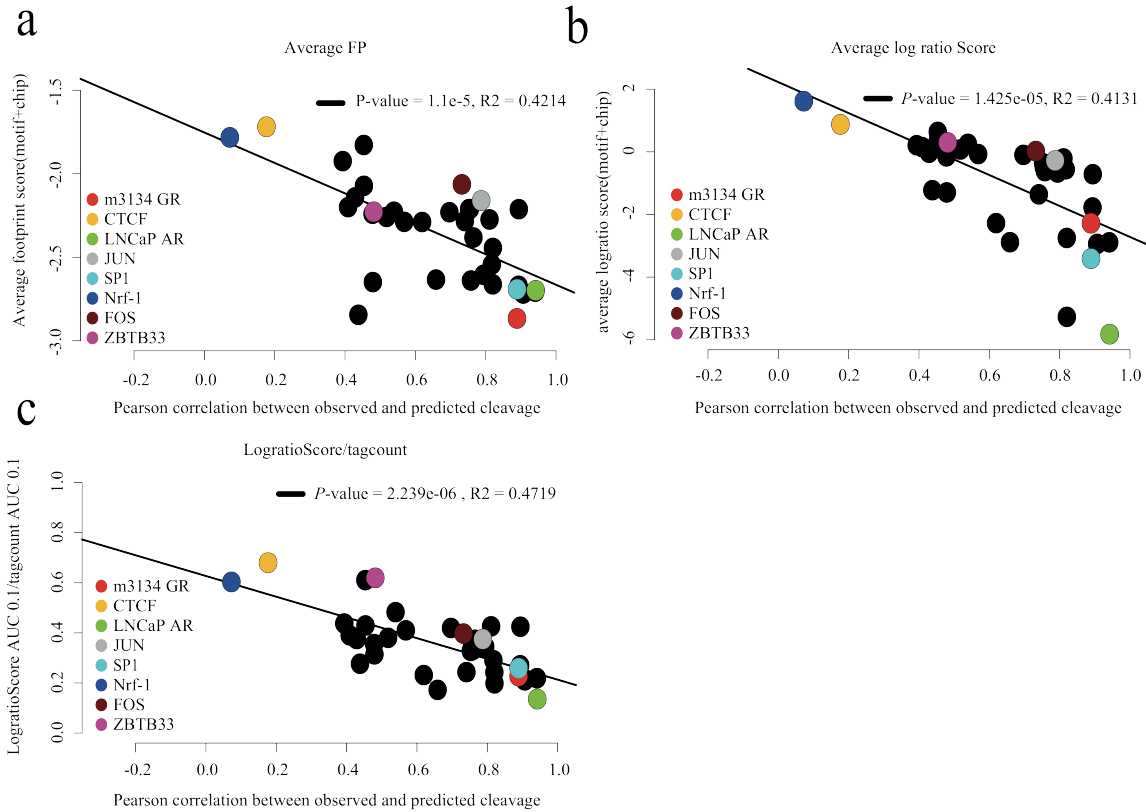 a
Average FP
P-value = 1.1e-5, R2 = 0.4214
Average footprint score(motif+chip)
-1.5
-2.0
-2.5
-3.0
m3134 GR
CTCF
LNCaP AR
JUN
SP1
Nrf-1
FOS
ZBTB33
-0.2 0.0 0.2 0.4 0.6 0.8 1.0
Pearson correlation between observed and predicted cleavage
b
Average log ratio Score
P-value = 1.425e-05, R2 = 0.4131
average logratio score(motif+chip)
2
0
-2
-4
-6
m3134 GR
CTCF
LNCaP AR
JUN
SP1
Nrf-1
FOS
ZBTB33
-0.2 0.0 0.2 0.4 0.6 0.8 1.0
Pearson correlation between observed and predicted cleavage
c
LogratioScore/tagcount
P-value = 2.239e-06 , R2 = 0.4719
LogratioScore AUC 0.1/tagcount AUC 0.1
1.0
0.8
0.6
0.4
0.2
0.0
m3134 GR
CTCF
LNCaP AR
JUN
SP1
Nrf-1
FOS
ZBTB33
-0.2 0.0 0.2 0.4 0.6 0.8 1.0
Pearson correlation between observed and predicted cleavage